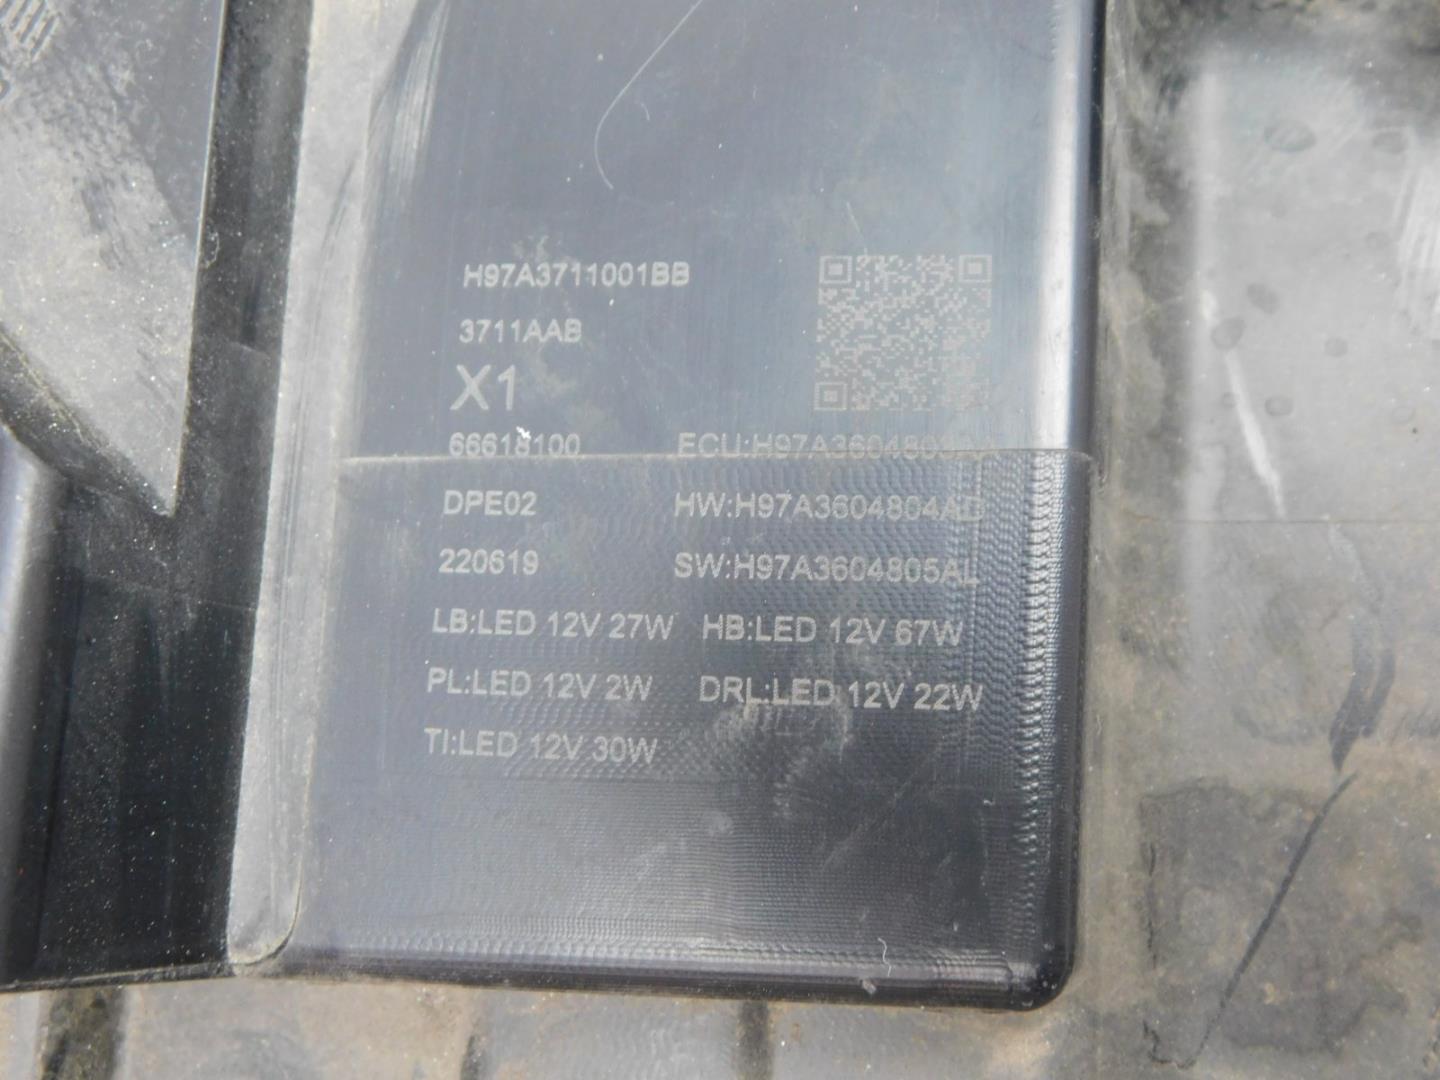 H97A3711001BB
3711AAB
X1
66618100
DPE02 HW:H97A3604804AD
220619 SW:H97A3604805AL
LB:LED 12V 27W HB:LED 12V 67W
PL:LED 12V 2W DRL:LED 12V 22W
TI:LED 12V 30W